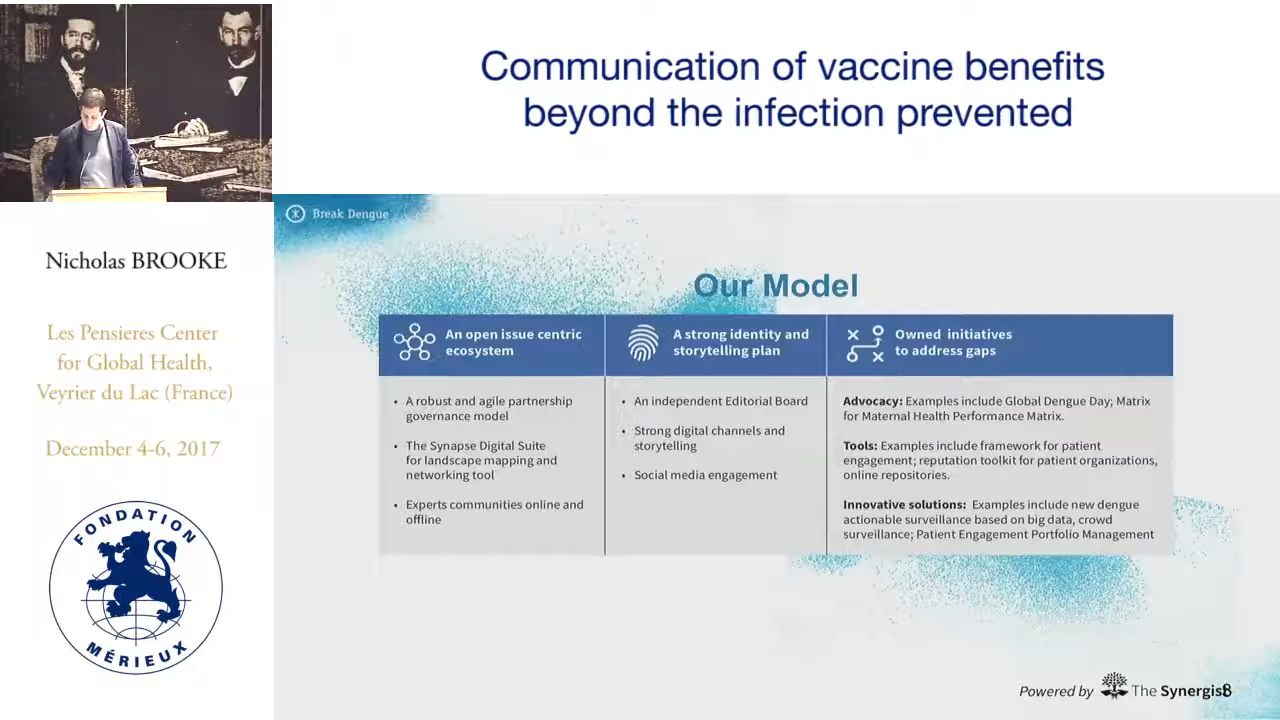 Communication of vaccine benefits
beyond the infection prevented
Nicholas BROOKE
Les Pensieres Center
for Global Health,
Veyrier du Lac (France)
December 4-6, 2017
FONDATION
MÉRIEUX
Break Dengue
Our Model
An open issue centric
ecosystem
• A robust and agile partnership
governance model
• The Synapse Digital Suite
for landscape mapping and
networking tool
• Experts communities online and
offline
A strong identity and
storytelling plan
• An independent Editorial Board
• Strong digital channels and
storytelling
• Social media engagement
Owned initiatives
to address gaps
Advocacy: Examples include Global Dengue Day; Matrix
for Maternal Health Performance Matrix.
Tools: Examples include framework for patient
engagement; reputation toolkit for patient organizations,
online repositories.
Innovative solutions: Examples include new dengue
actionable surveillance based on big data, crowd
surveillance; Patient Engagement Portfolio Management
Powered by The Synergist
8